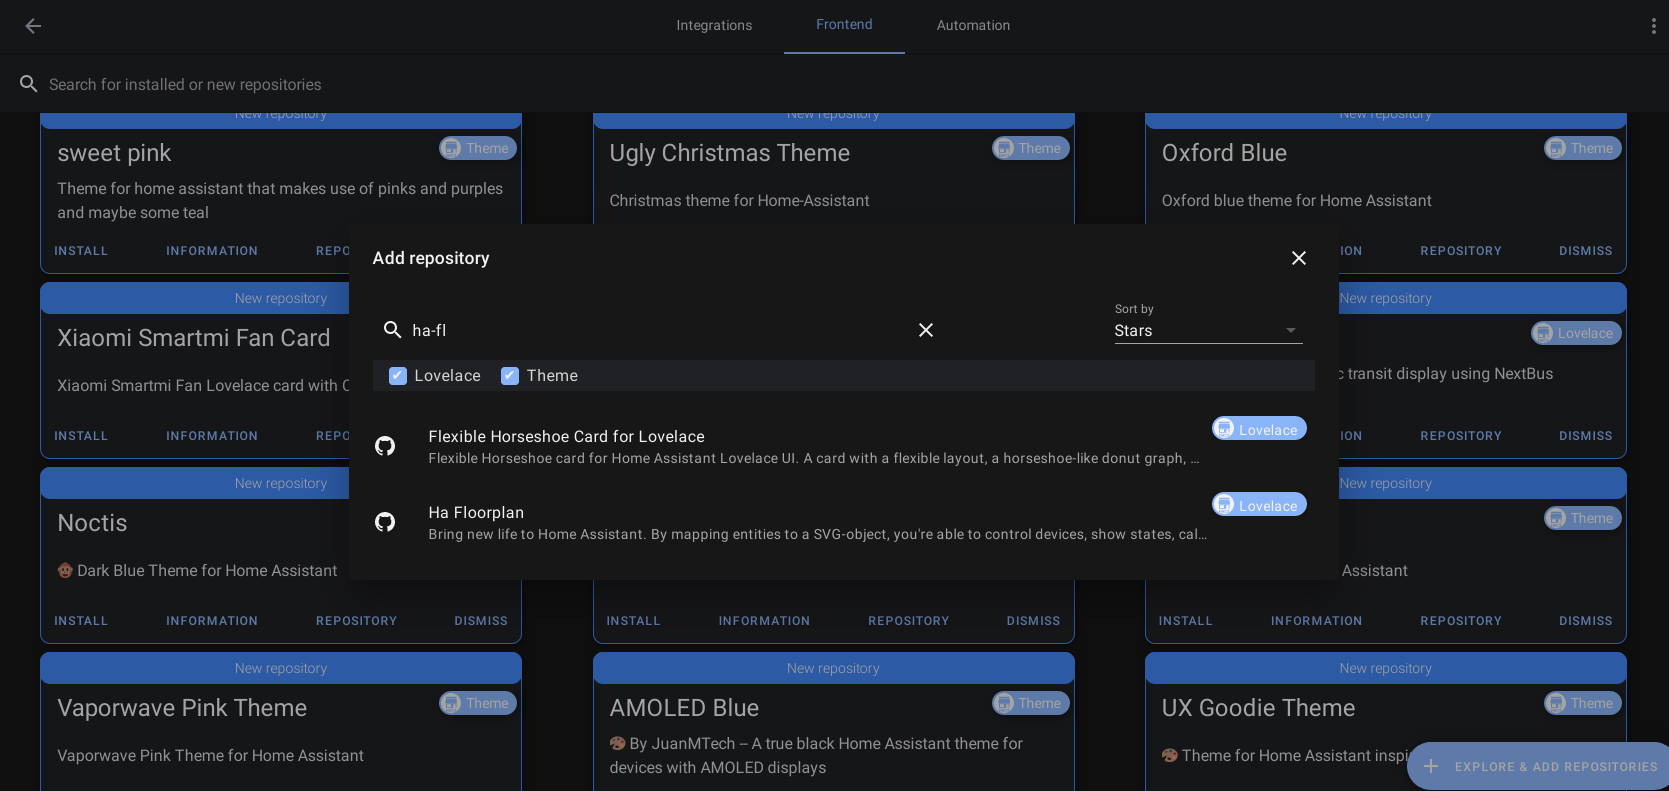 Integrations
Frontend
Automation
Search for installed or new repositories
New repository
New repository
New repository
sweet pink
Theme
Theme for home assistant that makes use of pinks and purples
and maybe some teal
INSTALL
INFORMATION
REPO
Ugly Christmas Theme
Theme
Christmas theme for Home-Assistant
Oxford Blue
Theme
Oxford blue theme for Home Assistant
ION
REPOSITORY
DISMISS
Add repository
ha-fl
Sort by
Stars
Lovelace
Theme
Flexible Horseshoe Card for Lovelace
Lovelace
Flexible Horseshoe card for Home Assistant Lovelace UI. A card with a flexible layout, a horseshoe-like donut graph, …
Ha Floorplan
Lovelace
Bring new life to Home Assistant. By mapping entities to a SVG-object, you're able to control devices, show states, cal…
New repository
Xiaomi Smartmi Fan Card
Xiaomi Smartmi Fan Lovelace card with C
INSTALL
INFORMATION
REPO
New repository
Lovelace
c transit display using NextBus
ION
REPOSITORY
DISMISS
New repository
Noctis
🐵 Dark Blue Theme for Home Assistant
INSTALL
INFORMATION
REPOSITORY
DISMISS
INSTALL
INFORMATION
REPOSITORY
DISMISS
New repository
Theme
Assistant
INSTALL
INFORMATION
REPOSITORY
DISMISS
New repository
Vaporwave Pink Theme
Theme
Vaporwave Pink Theme for Home Assistant
New repository
AMOLED Blue
Theme
🎨 By JuanMTech – A true black Home Assistant theme for
devices with AMOLED displays
New repository
UX Goodie Theme
Theme
🎨 Theme for Home Assistant inspi
EXPLORE & ADD REPOSITORIES